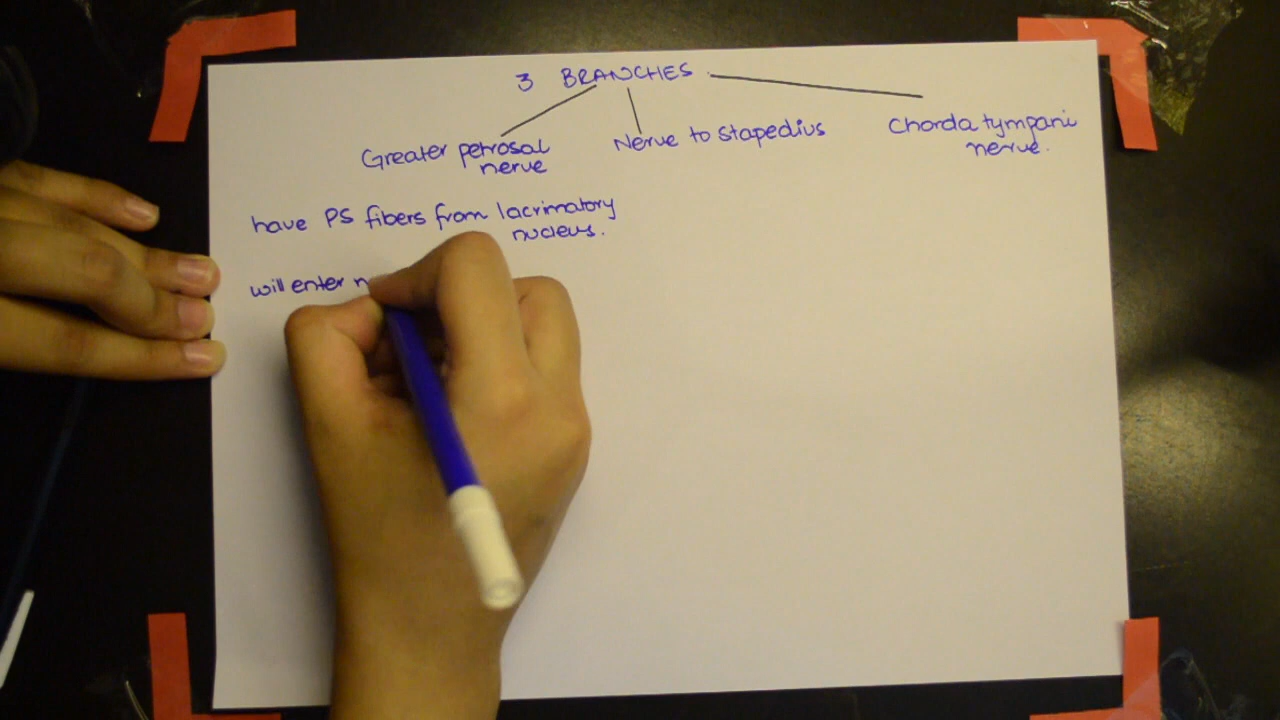 3 BRANCHES
Greater petrosal
nerve
Nerve to stapedius
Chorda tympani
nerve.
have PS fibers from lacrimatory
nucleus.
will enter